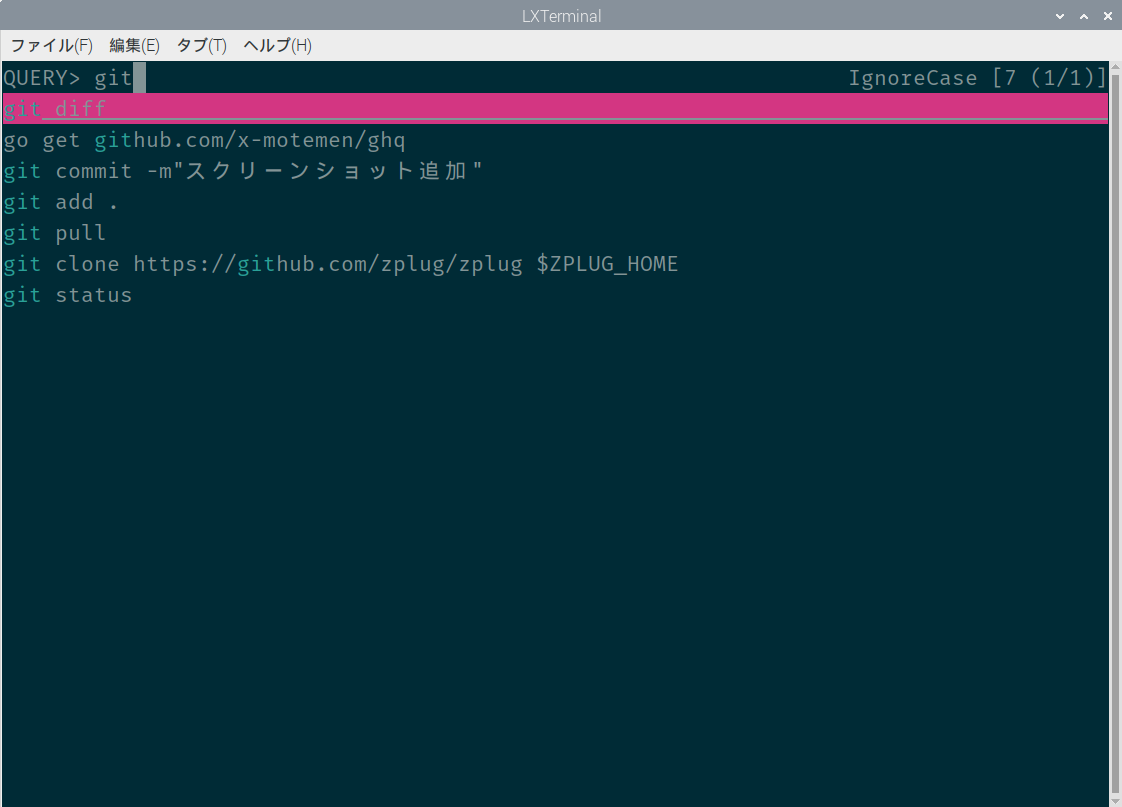 LXTerminal
ファイル(F) 編集(E) タブ(T) ヘルプ(H)
QUERY> git IgnoreCase [7 (1/1)]
git diff
go get github.com/x-motemen/ghq
git commit -m"スクリーンショット追加"
git add .
git pull
git clone https://github.com/zplug/zplug $ZPLUG_HOME
git status